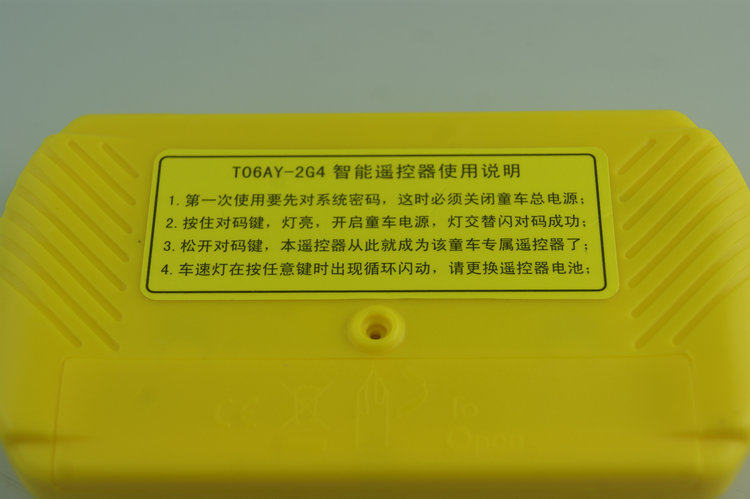 T06AY-2G4 智能遥控器使用说明
1. 第一次使用要先对系统密码，这时必须关闭童车总电源；
2. 按住对码键，灯亮，开启童车电源，灯交替闪对码成功；
3. 松开对码键，本遥控器从此就成为该童车专属遥控器了；
4. 车速灯在按任意键时出现循环闪动，请更换遥控器电池；
CE
To
Open